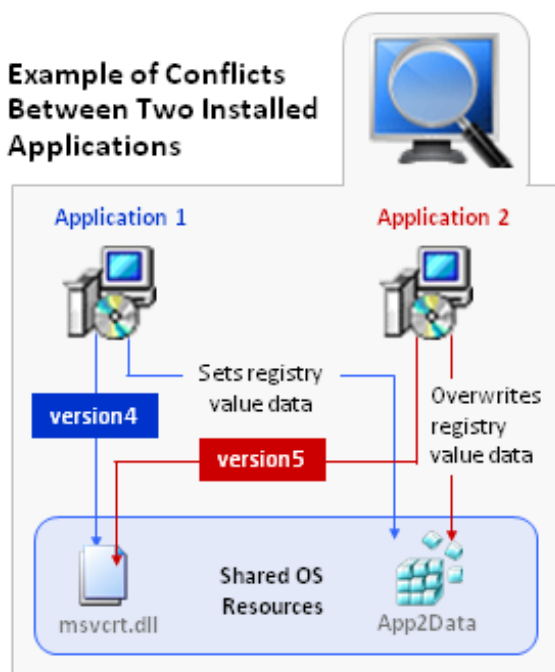 Example of Conflicts
Between Two Installed
Applications
Application 1
Application 2
Sets registry
value data
Overwrites
registry
value data
version4
version5
Shared OS
Resources
msvcrt.dll
App2Data